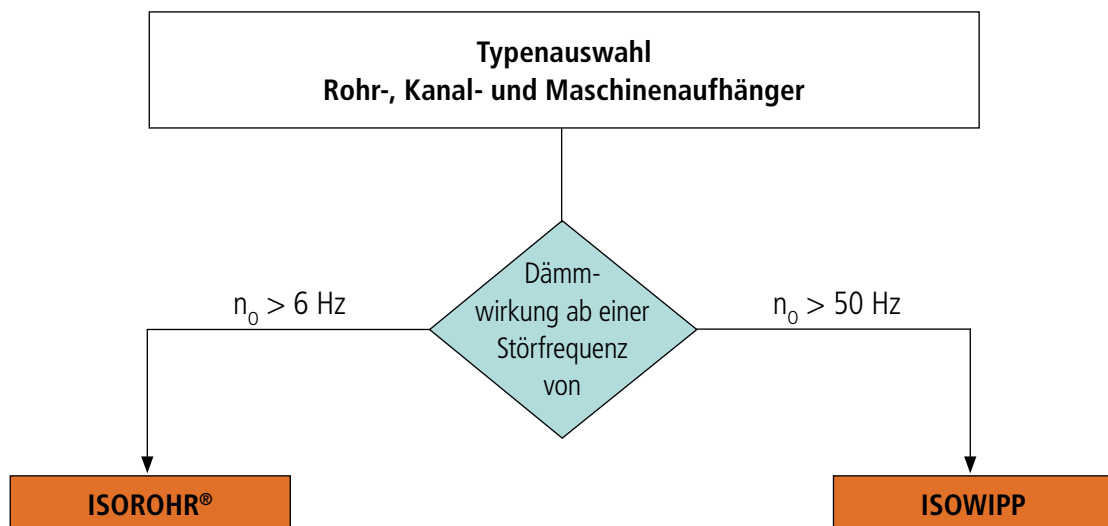 Typenauswahl
Rohr-, Kanal- und Maschinenaufhänger
Dämm-
wirkung ab einer
Störfrequenz
von
n₀ > 6 Hz
n₀ > 50 Hz
ISOROHR®
ISOWIPP